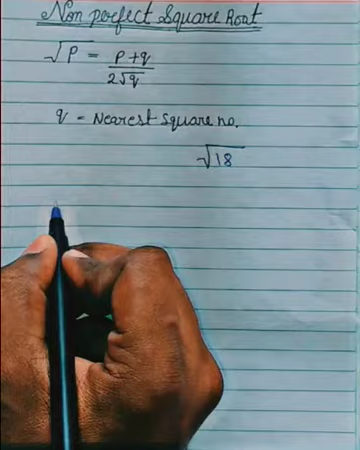 Non perfect Square Root
√P = P+q
2√q
q = Nearest Square no.
√18